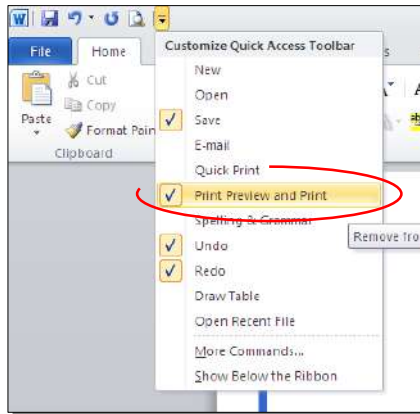 File Home
Customize Quick Access Toolbar
s
New
Open
Save
E-mail
Quick Print
Print Preview and Print
Spelling & Grammar
Undo
Redo
Draw Table
Open Recent File
More Commands...
Show Below the Ribbon
Cut
Copy
Format Pain
Paste
Clipboard
Remove fro